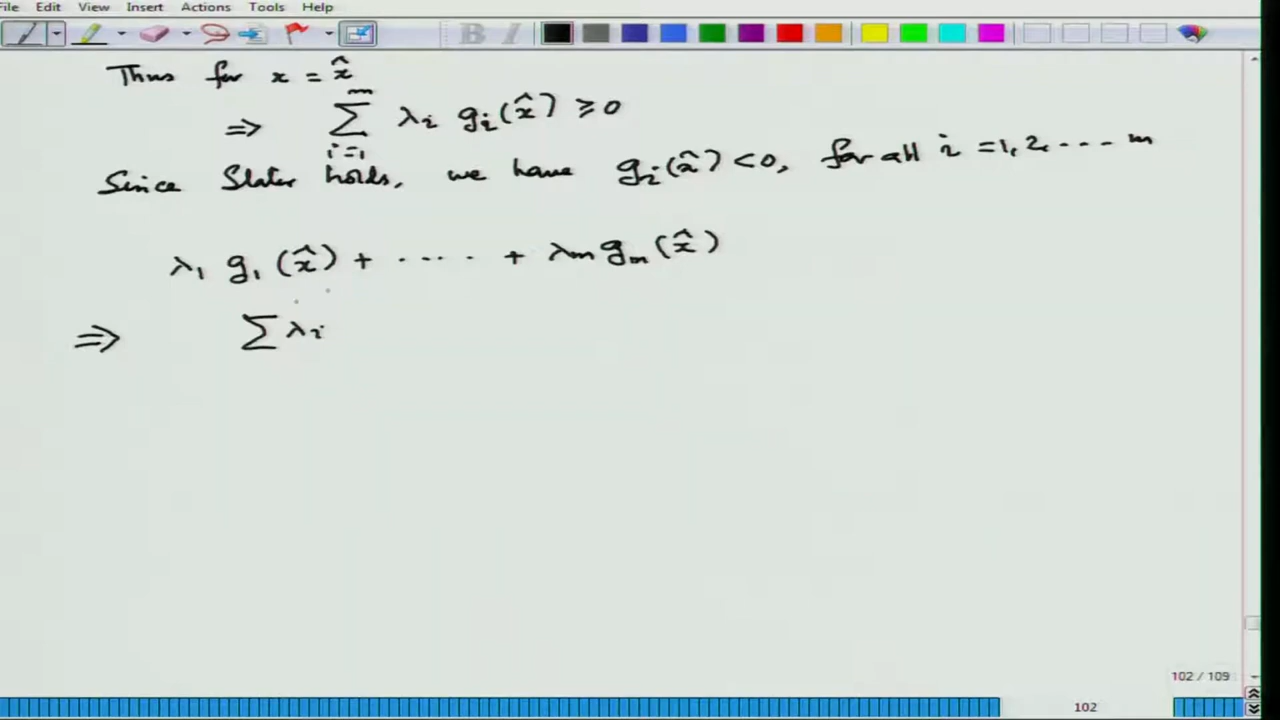 File Edit View Insert Actions Tools Help
Thus for x = x̂
⇒ ∑_{i=1}^{m} λ_i g_i(x̂) ≥ 0
Since Slater holds, we have g_i(x̂) < 0, for all i = 1, 2, .... m
λ_1 g_1(x̂) + .... + λ_m g_m(x̂)
⇒ ∑ λ_i
102 / 109
102